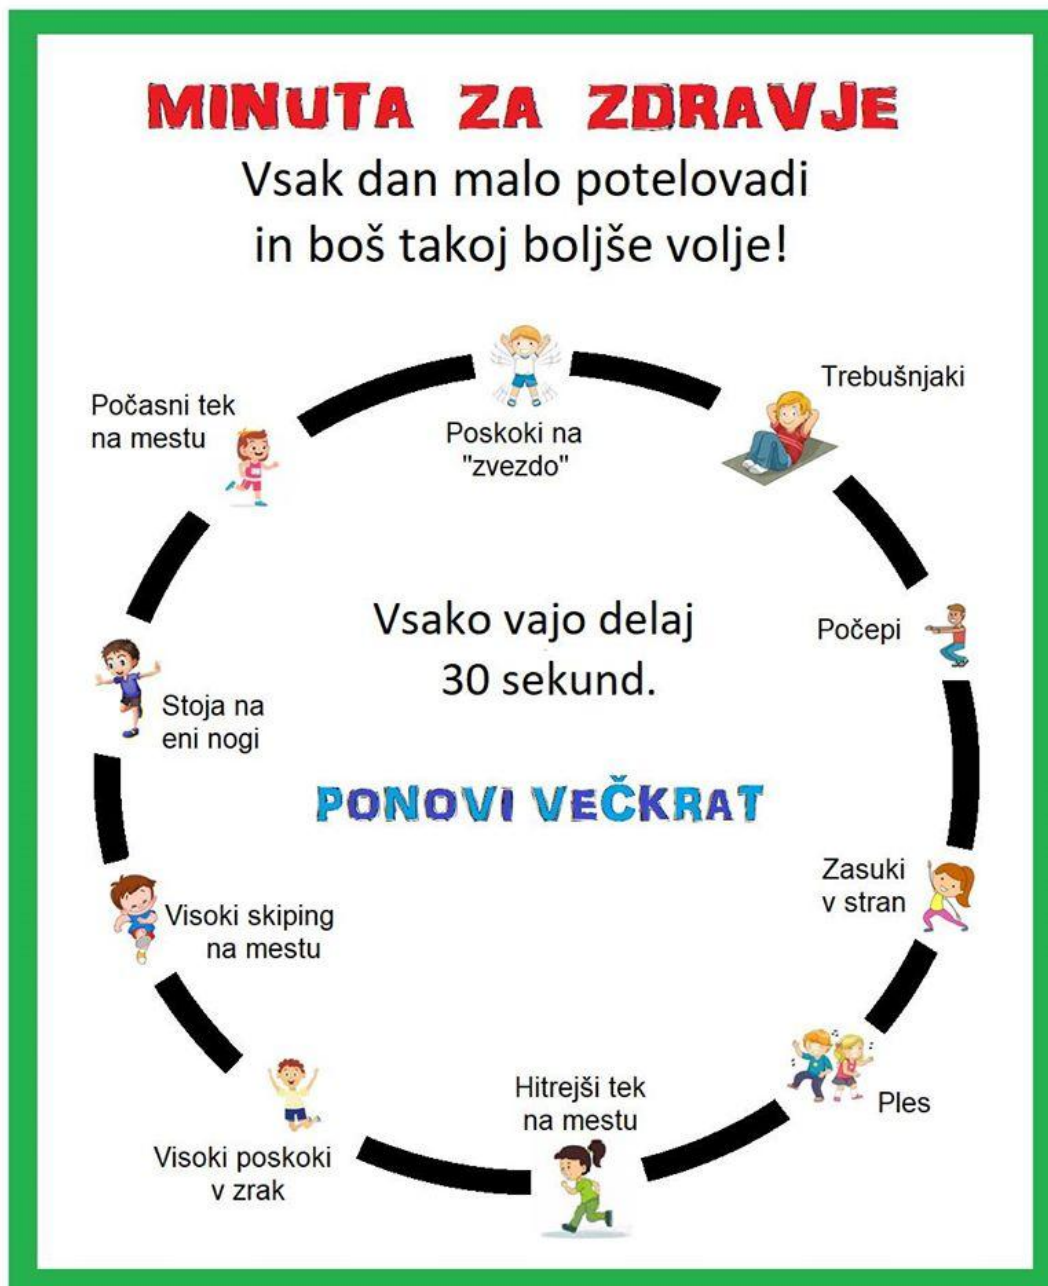 MINUTA ZA ZDRAVJE
Vsak dan malo potelovadi
in boš takoj boljše volje!
Poskoki na
"zvezdo"
Trebušnjaki
Počepi
Zasuki
v stran
Ples
Hitrejši tek
na mestu
Visoki poskoki
v zrak
Visoki skiping
na mestu
Stoja na
eni nogi
Počasni tek
na mestu
Vsako vajo delaj
30 sekund.
PONOVI VEČKRAT